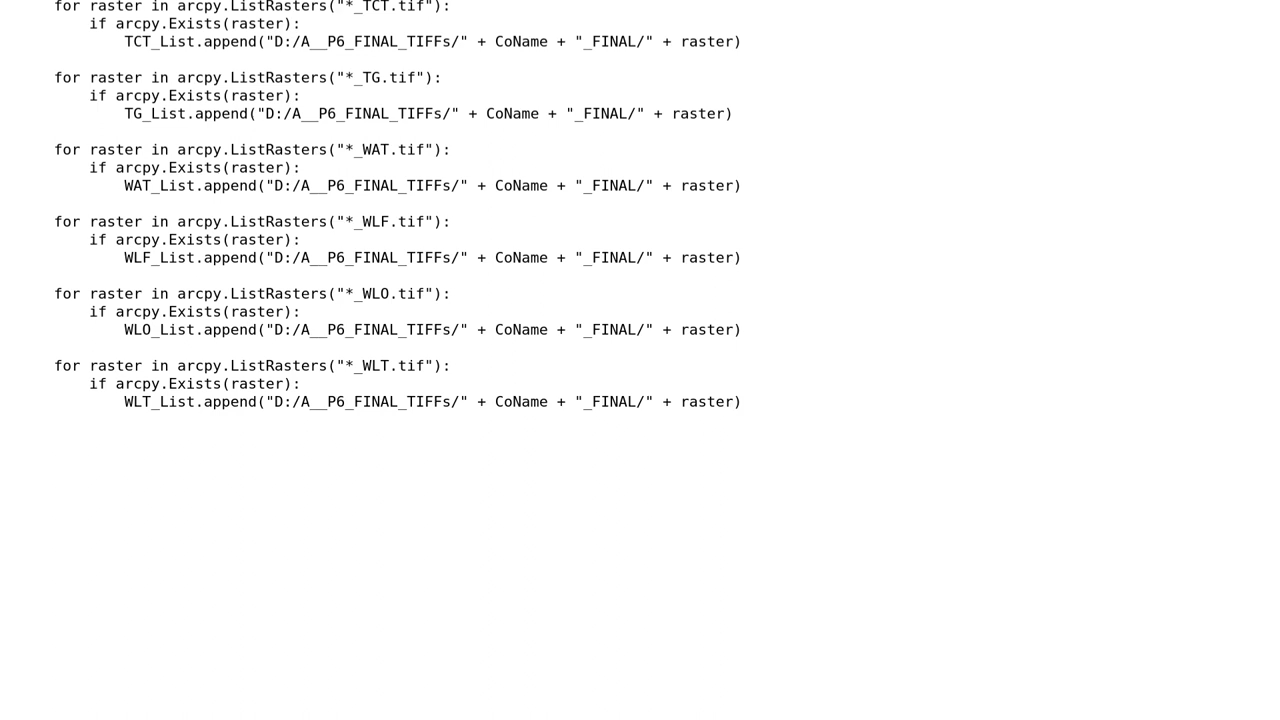 for raster in arcpy.ListRasters("*_TCT.tif"):
if arcpy.Exists(raster):
TCT_List.append("D:/A__P6_FINAL_TIFFs/" + CoName + "_FINAL/" + raster)
for raster in arcpy.ListRasters("*_TG.tif"):
if arcpy.Exists(raster):
TG_List.append("D:/A__P6_FINAL_TIFFs/" + CoName + "_FINAL/" + raster)
for raster in arcpy.ListRasters("*_WAT.tif"):
if arcpy.Exists(raster):
WAT_List.append("D:/A__P6_FINAL_TIFFs/" + CoName + "_FINAL/" + raster)
for raster in arcpy.ListRasters("*_WLF.tif"):
if arcpy.Exists(raster):
WLF_List.append("D:/A__P6_FINAL_TIFFs/" + CoName + "_FINAL/" + raster)
for raster in arcpy.ListRasters("*_WLO.tif"):
if arcpy.Exists(raster):
WLO_List.append("D:/A__P6_FINAL_TIFFs/" + CoName + "_FINAL/" + raster)
for raster in arcpy.ListRasters("*_WLT.tif"):
if arcpy.Exists(raster):
WLT_List.append("D:/A__P6_FINAL_TIFFs/" + CoName + "_FINAL/" + raster)